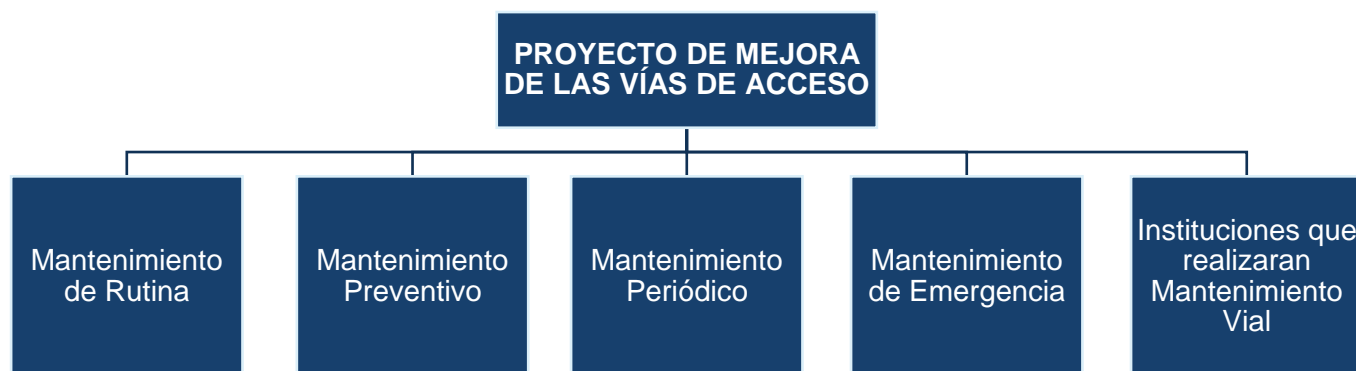 PROYECTO DE MEJORA
DE LAS VÍAS DE ACCESO
Mantenimiento
de Rutina
Mantenimiento
Preventivo
Mantenimiento
Periódico
Mantenimiento
de Emergencia
Instituciones que
realizaran
Mantenimiento
Vial